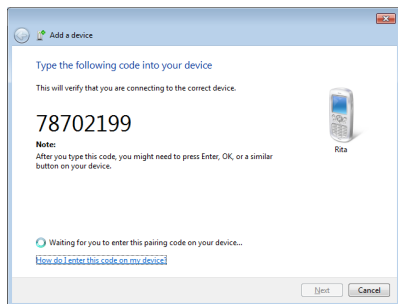 Add a device
Type the following code into your device
This will verify that you are connecting to the correct device.
78702199
Note:
After you type this code, you might need to press Enter, OK, or a similar
button on your device.
Rita
Waiting for you to enter this pairing code on your device...
How do I enter this code on my device?
Next Cancel